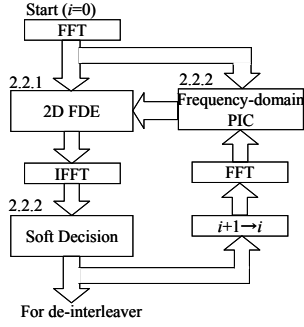 Start (i=0)
FFT
2.2.1
2D FDE
2.2.2
Frequency-domain
PIC
IFFT
FFT
2.2.2
Soft Decision
i+1→i
For de-interleaver